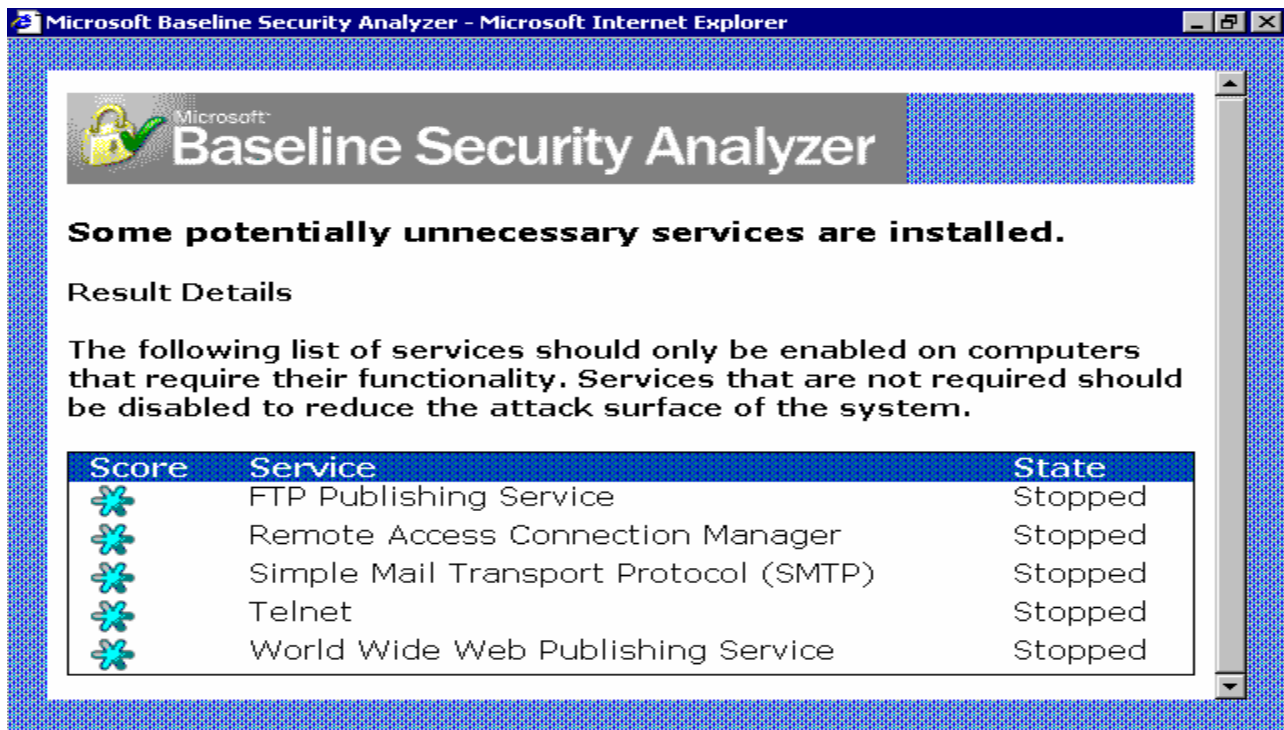 Microsoft Baseline Security Analyzer - Microsoft Internet Explorer
Microsoft
Baseline Security Analyzer
Some potentially unnecessary services are installed.
Result Details
The following list of services should only be enabled on computers
that require their functionality. Services that are not required should
be disabled to reduce the attack surface of the system.
Score Service State
FTP Publishing Service Stopped
Remote Access Connection Manager Stopped
Simple Mail Transport Protocol (SMTP) Stopped
Telnet Stopped
World Wide Web Publishing Service Stopped